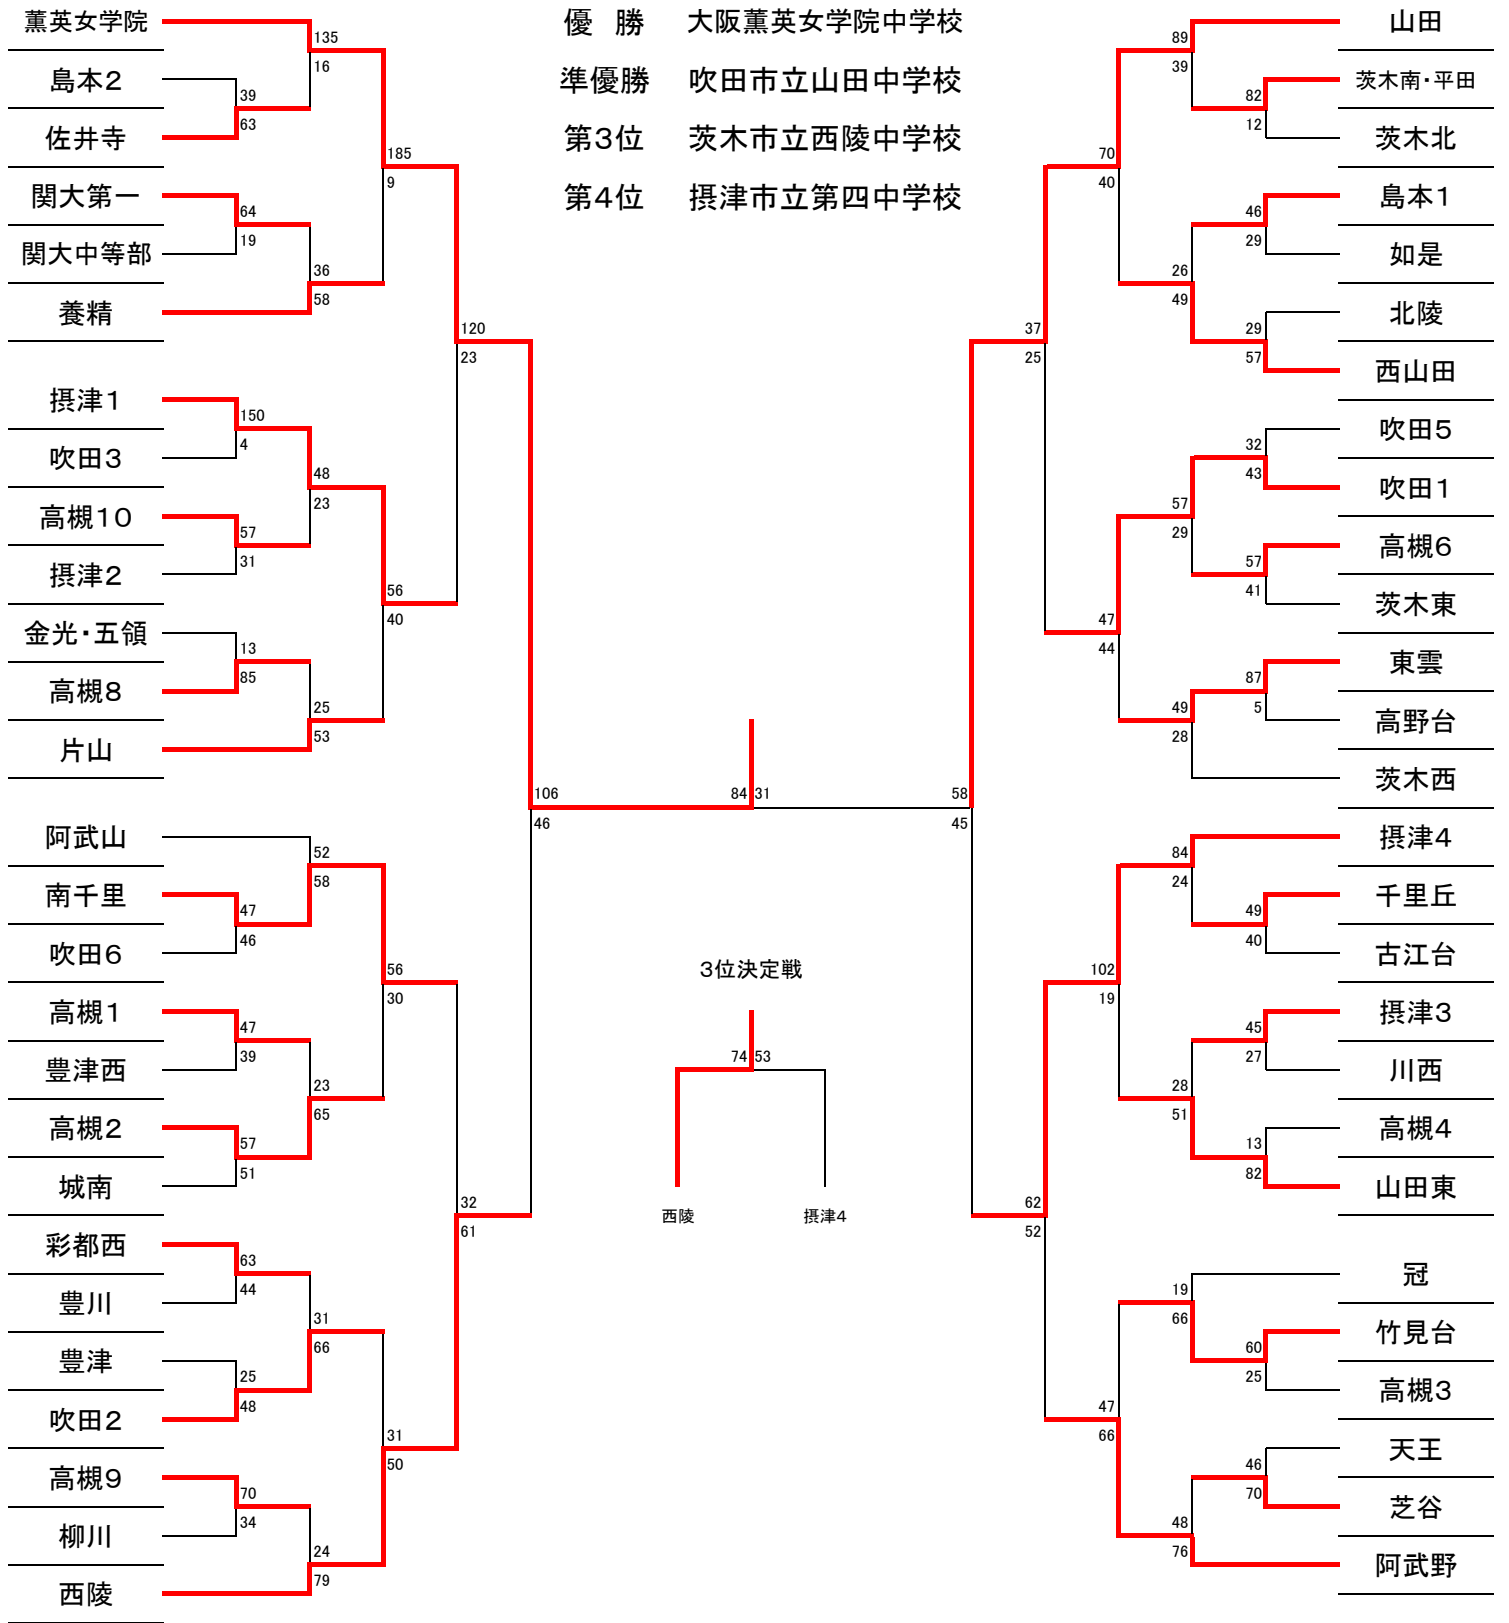 優　勝　大阪薫英女学院中学校
準優勝　吹田市立山田中学校
第3位　茨木市立西陵中学校
第4位　摂津市立第四中学校
薫英女学院
島本2
佐井寺
関大第一
関大中等部
養精
摂津1
吹田3
高槻10
摂津2
金光・五領
高槻8
片山
阿武山
南千里
吹田6
高槻1
豊津西
高槻2
城南
彩都西
豊川
豊津
吹田2
高槻9
柳川
西陵
39
63
64
19
150
4
57
31
13
85
47
46
47
39
57
51
63
44
25
48
70
34
135
16
36
58
48
23
25
53
52
58
23
65
31
66
24
79
185
9
56
40
56
30
31
50
120
23
32
61
106
46
84 31
3位決定戦
74 53
西陵
摂津4
58
45
37
25
62
52
70
40
47
44
102
19
47
66
89
39
26
49
57
29
49
28
84
24
28
51
19
66
48
76
82
12
46
29
29
57
32
43
57
41
87
5
49
40
45
27
13
82
60
25
46
70
山田
茨木南・平田
茨木北
島本1
如是
北陵
西山田
吹田5
吹田1
高槻6
茨木東
東雲
高野台
茨木西
摂津4
千里丘
古江台
摂津3
川西
高槻4
山田東
冠
竹見台
高槻3
天王
芝谷
阿武野